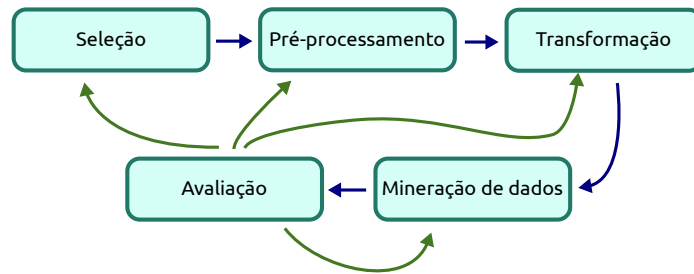 Seleção
Pré-processamento
Transformação
Avaliação
Mineração de dados